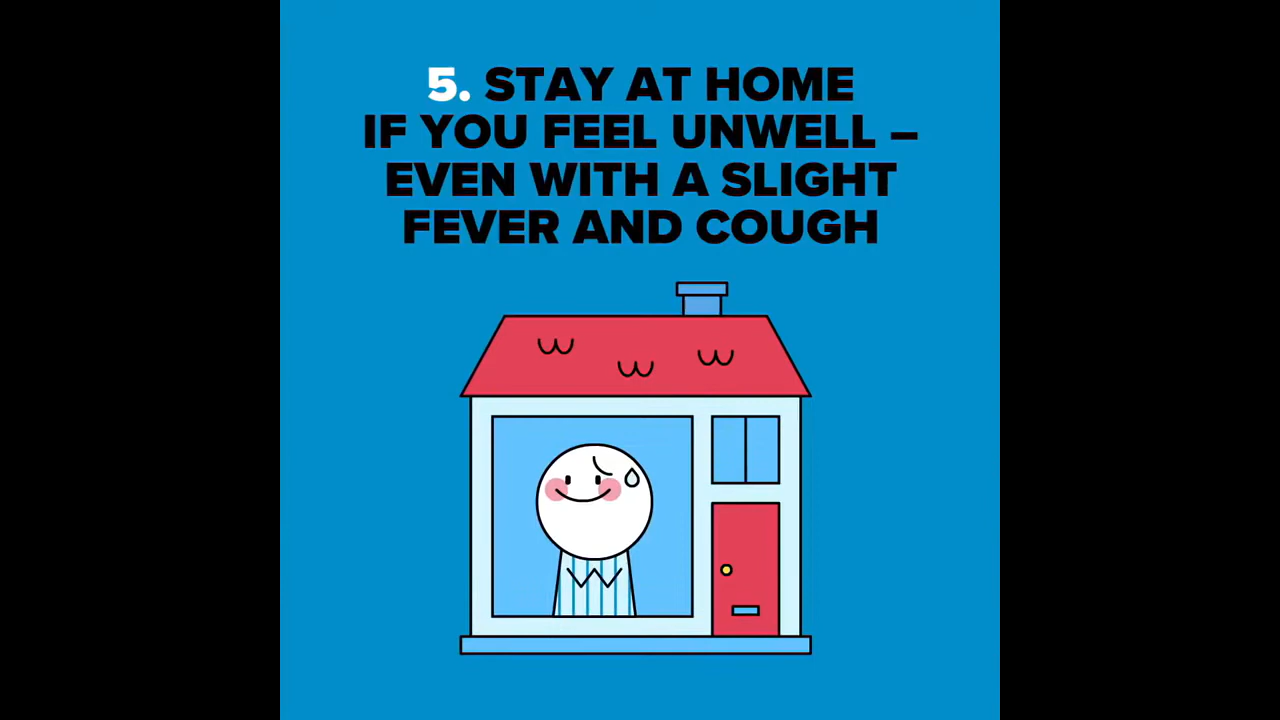 5. STAY AT HOME
IF YOU FEEL UNWELL –
EVEN WITH A SLIGHT
FEVER AND COUGH